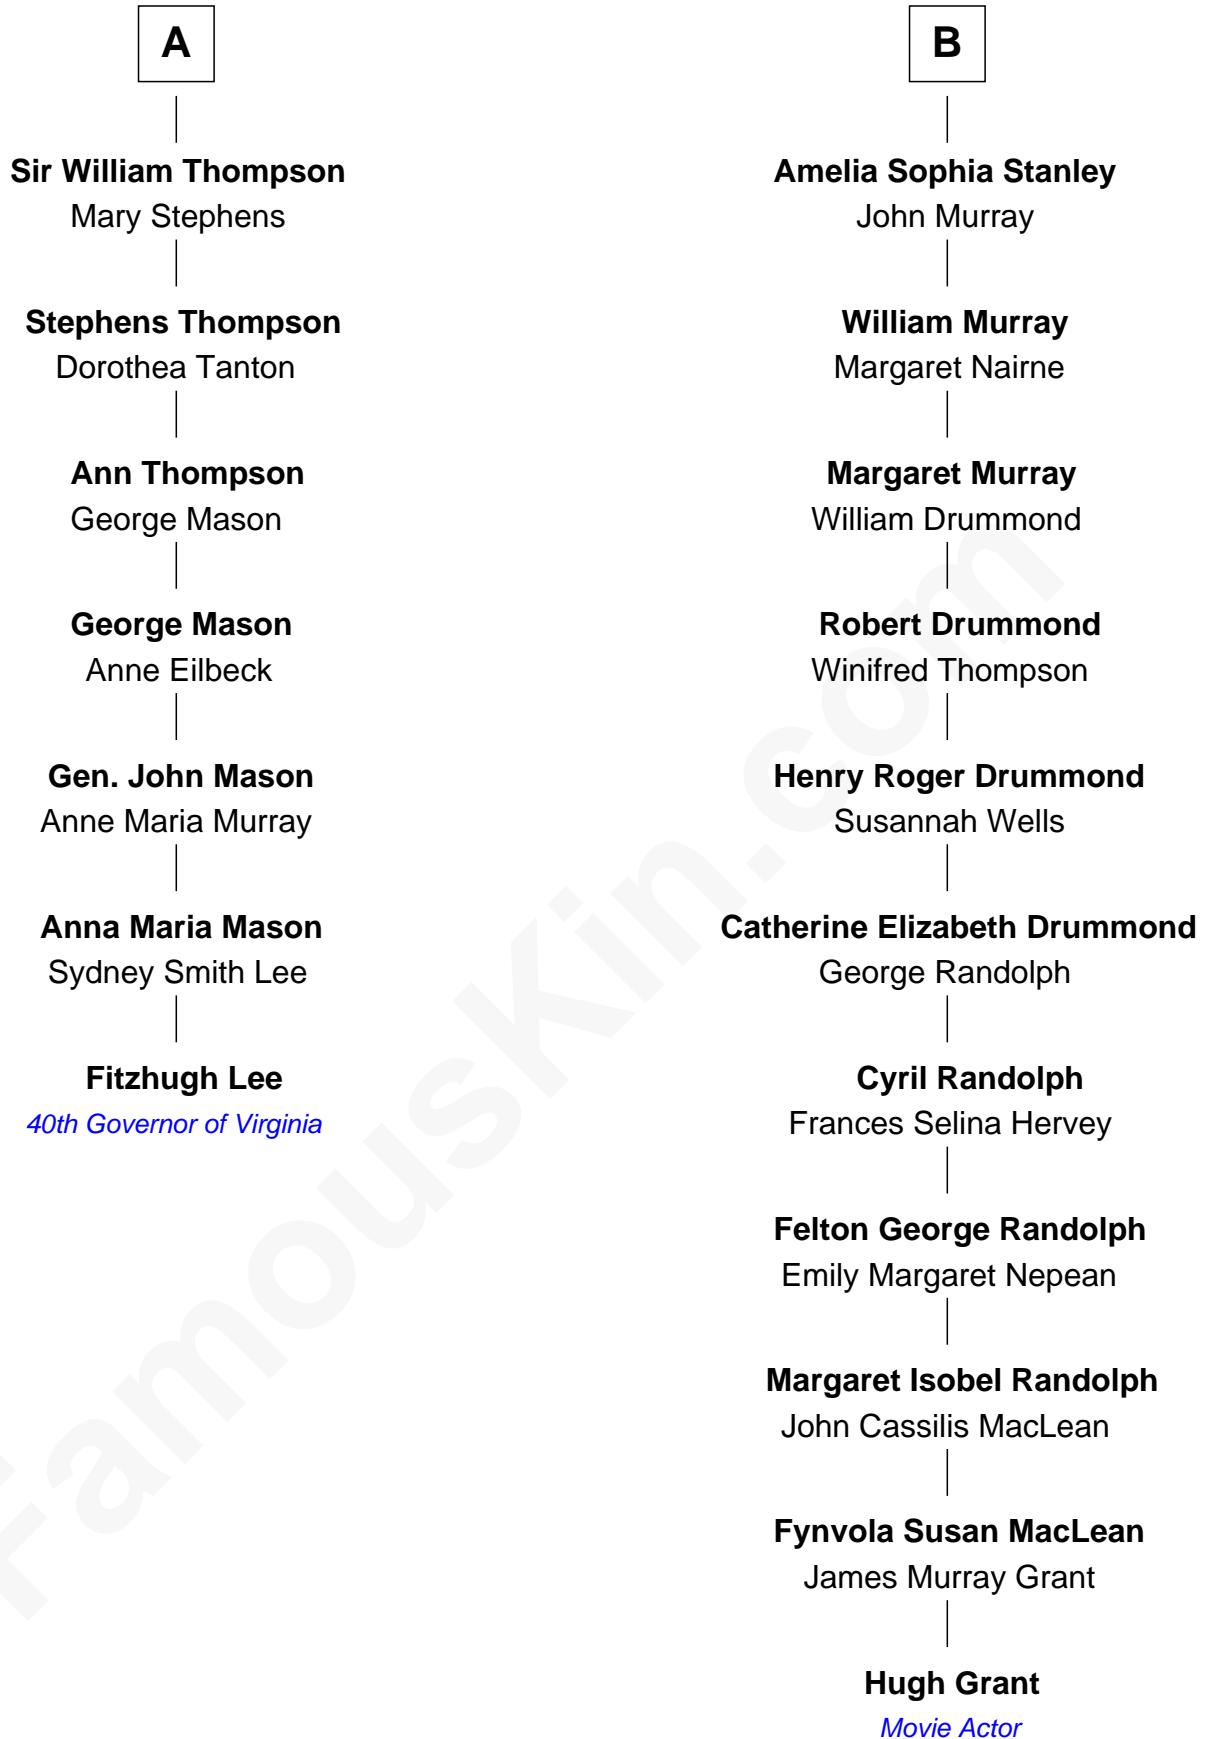 A
Sir William Thompson
Mary Stephens
Stephens Thompson
Dorothea Tanton
Ann Thompson
George Mason
George Mason
Anne Eilbeck
Gen. John Mason
Anne Maria Murray
Anna Maria Mason
Sydney Smith Lee
Fitzhugh Lee
40th Governor of Virginia
B
Amelia Sophia Stanley
John Murray
William Murray
Margaret Nairne
Margaret Murray
William Drummond
Robert Drummond
Winifred Thompson
Henry Roger Drummond
Susannah Wells
Catherine Elizabeth Drummond
George Randolph
Cyril Randolph
Frances Selina Hervey
Felton George Randolph
Emily Margaret Nepean
Margaret Isobel Randolph
John Cassilis MacLean
Fynvola Susan MacLean
James Murray Grant
Hugh Grant
Movie Actor
FamousKin.com